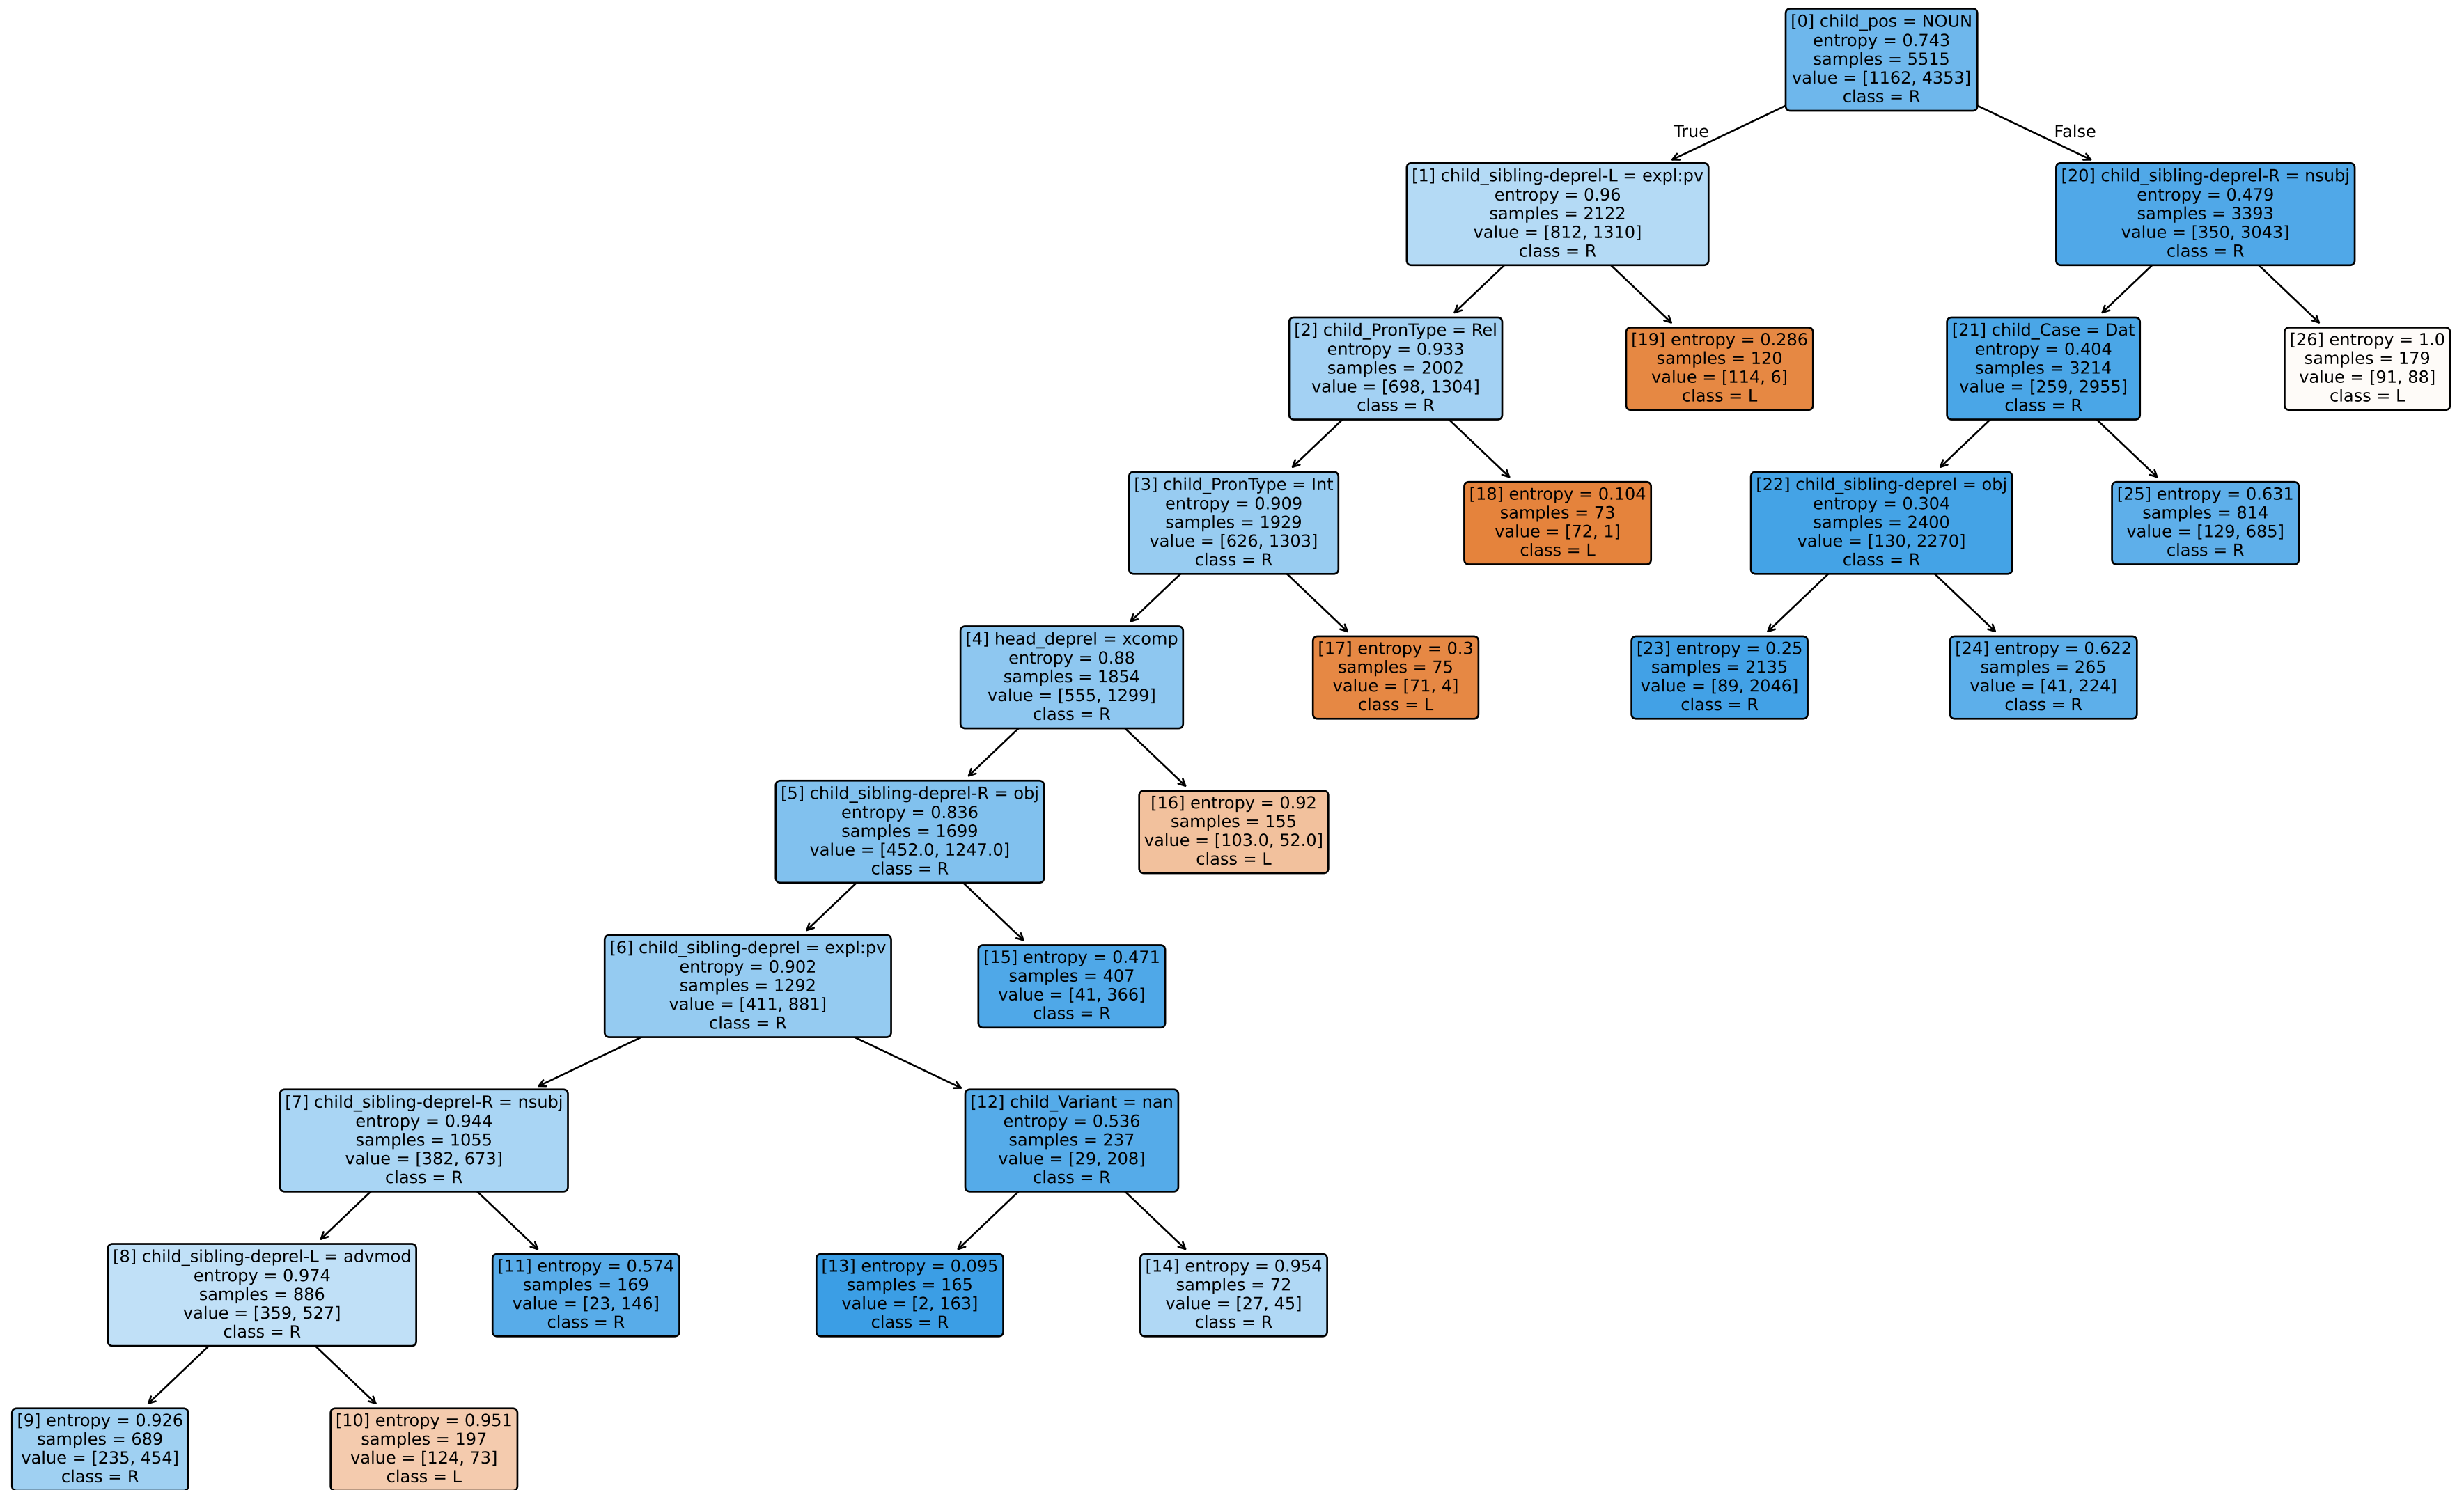 [0] child_pos = NOUN
entropy = 0.743
samples = 5515
value = [1162, 4353]
class = R
True
False
[1] child_sibling-deprel-L = expl:pv
entropy = 0.96
samples = 2122
value = [812, 1310]
class = R
[20] child_sibling-deprel-R = nsubj
entropy = 0.479
samples = 3393
value = [350, 3043]
class = R
[2] child_PronType = Rel
entropy = 0.933
samples = 2002
value = [698, 1304]
class = R
[19] entropy = 0.286
samples = 120
value = [114, 6]
class = L
[21] child_Case = Dat
entropy = 0.404
samples = 3214
value = [259, 2955]
class = R
[26] entropy = 1.0
samples = 179
value = [91, 88]
class = L
[3] child_PronType = Int
entropy = 0.909
samples = 1929
value = [626, 1303]
class = R
[18] entropy = 0.104
samples = 73
value = [72, 1]
class = L
[22] child_sibling-deprel = obj
entropy = 0.304
samples = 2400
value = [130, 2270]
class = R
[25] entropy = 0.631
samples = 814
value = [129, 685]
class = R
[4] head_deprel = xcomp
entropy = 0.88
samples = 1854
value = [555, 1299]
class = R
[17] entropy = 0.3
samples = 75
value = [71, 4]
class = L
[23] entropy = 0.25
samples = 2135
value = [89, 2046]
class = R
[24] entropy = 0.622
samples = 265
value = [41, 224]
class = R
[5] child_sibling-deprel-R = obj
entropy = 0.836
samples = 1699
value = [452.0, 1247.0]
class = R
[16] entropy = 0.92
samples = 155
value = [103.0, 52.0]
class = L
[6] child_sibling-deprel = expl:pv
entropy = 0.902
samples = 1292
value = [411, 881]
class = R
[15] entropy = 0.471
samples = 407
value = [41, 366]
class = R
[7] child_sibling-deprel-R = nsubj
entropy = 0.944
samples = 1055
value = [382, 673]
class = R
[12] child_Variant = nan
entropy = 0.536
samples = 237
value = [29, 208]
class = R
[8] child_sibling-deprel-L = advmod
entropy = 0.974
samples = 886
value = [359, 527]
class = R
[11] entropy = 0.574
samples = 169
value = [23, 146]
class = R
[13] entropy = 0.095
samples = 165
value = [2, 163]
class = R
[14] entropy = 0.954
samples = 72
value = [27, 45]
class = R
[9] entropy = 0.926
samples = 689
value = [235, 454]
class = R
[10] entropy = 0.951
samples = 197
value = [124, 73]
class = L